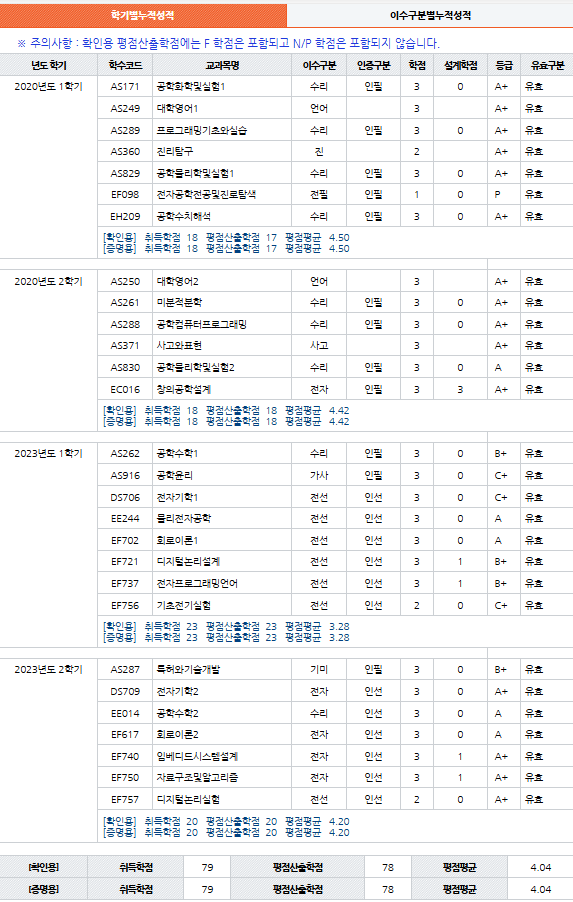 학기별누적성적 이수구분별누적성적
※ 주의사항 : 확인용 평점산출학점에는 F 학점은 포함되고 N/P 학점은 포함되지 않습니다.
년도 학기 학수코드 교과목명 이수구분 인증구분 학점 설계학점 등급 유효구분
2020년도 1학기 AS171 공학화학및실험1 수리 인필 3 0 A+ 유효
AS249 대학영어1 언어 3 A+ 유효
AS289 프로그래밍기초와실습 수리 인필 3 0 A+ 유효
AS360 진리탐구 진 2 A+ 유효
AS829 공학물리학및실험1 수리 인필 3 0 A+ 유효
EF098 전자공학전공및진로탐색 전필 인필 1 0 P 유효
EH209 공학수치해석 수리 인필 3 0 A+ 유효
[확인용] 취득학점 18 평점산출학점 17 평점평균 4.50
[증명용] 취득학점 18 평점산출학점 17 평점평균 4.50
2020년도 2학기 AS250 대학영어2 언어 3 A+ 유효
AS261 미분적분학 수리 인필 3 0 A+ 유효
AS288 공학컴퓨터프로그래밍 수리 인필 3 0 A+ 유효
AS371 사고와표현 사고 3 A+ 유효
AS830 공학물리학및실험2 수리 인필 3 0 A 유효
EC016 창의공학설계 전자 인필 3 3 A+ 유효
[확인용] 취득학점 18 평점산출학점 18 평점평균 4.42
[증명용] 취득학점 18 평점산출학점 18 평점평균 4.42
2023년도 1학기 AS262 공학수학1 수리 인필 3 0 B+ 유효
AS916 공학윤리 가사 인필 3 0 C+ 유효
DS706 전자기학1 전선 인선 3 0 C+ 유효
EE244 물리전자공학 전선 인선 3 0 A 유효
EF702 회로이론1 전선 인선 3 0 A 유효
EF721 디지털논리설계 전선 인선 3 1 B+ 유효
EF737 전자프로그래밍언어 전선 인선 3 1 B+ 유효
EF756 기초전기실험 전선 인선 2 0 C+ 유효
[확인용] 취득학점 23 평점산출학점 23 평점평균 3.28
[증명용] 취득학점 23 평점산출학점 23 평점평균 3.28
2023년도 2학기 AS287 특허와기술개발 기미 인필 3 0 B+ 유효
DS709 전자기학2 전자 인선 3 0 A+ 유효
EE014 공학수학2 수리 인선 3 0 A 유효
EF617 회로이론2 전자 인선 3 0 A 유효
EF740 임베디드시스템설계 전자 인선 3 1 A+ 유효
EF750 자료구조및알고리즘 전자 인선 3 1 A+ 유효
EF757 디지털논리실험 전선 인선 2 0 A+ 유효
[확인용] 취득학점 20 평점산출학점 20 평점평균 4.20
[증명용] 취득학점 20 평점산출학점 20 평점평균 4.20
[확인용] 취득학점 79 평점산출학점 78 평점평균 4.04
[증명용] 취득학점 79 평점산출학점 78 평점평균 4.04